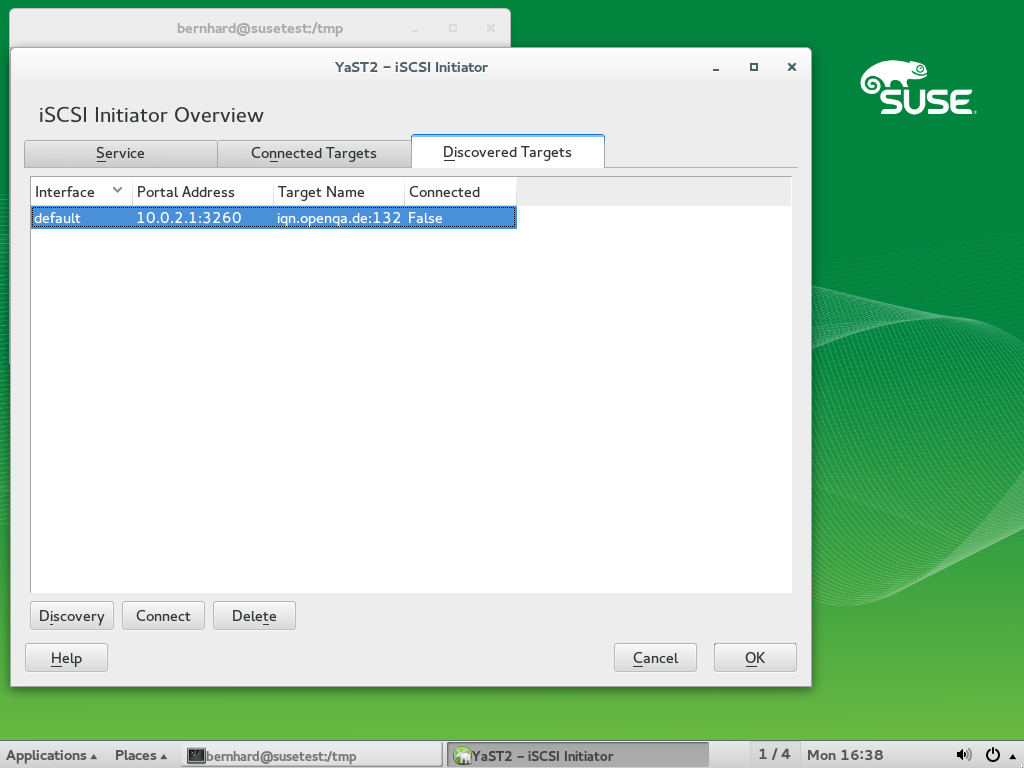 bernhard@susetest:/tmp
YaST2 – iSCSI Initiator
SUSE
iSCSI Initiator Overview
Service Connected Targets Discovered Targets
Interface Portal Address Target Name Connected
default 10.0.2.1:3260 iqn.openqa.de:132 False
Discovery Connect Delete
Help Cancel OK
Applications Places bernhard@susetest:/tmp YaST2 – iSCSI Initiator 1 / 4 Mon 16:38